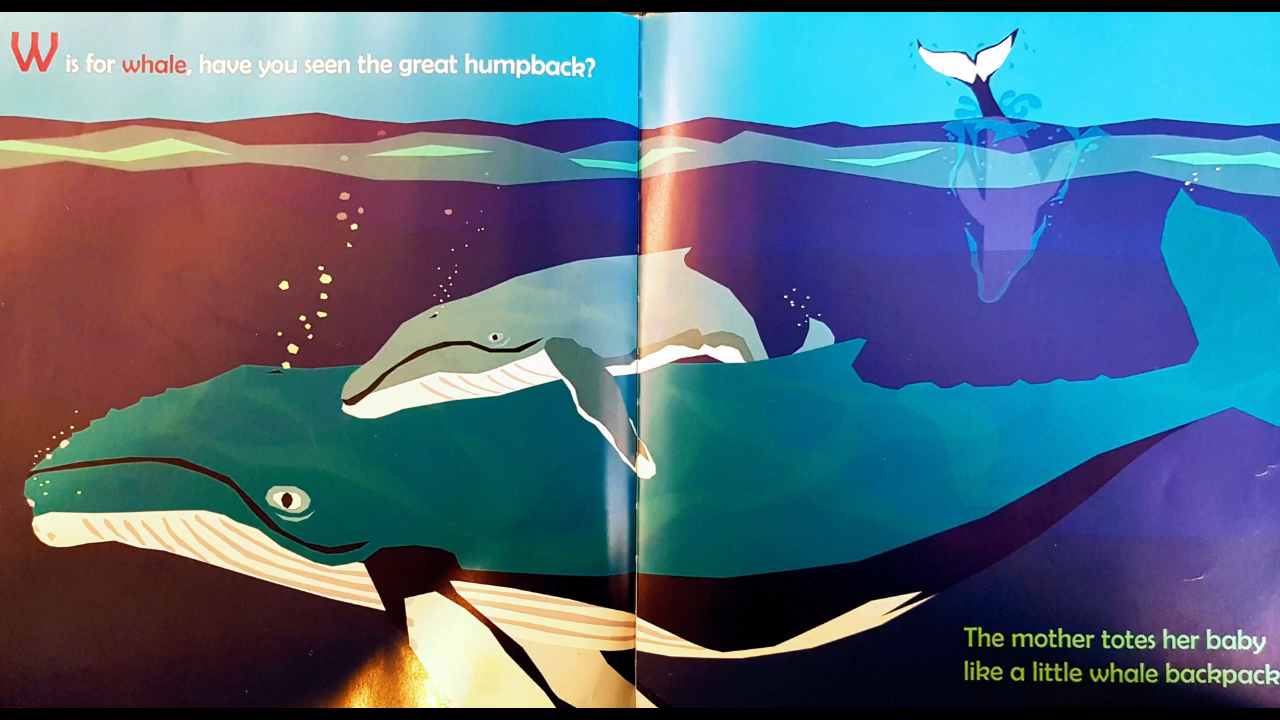 W is for whale, have you seen the great humpback?
The mother totes her baby
like a little whale backpack